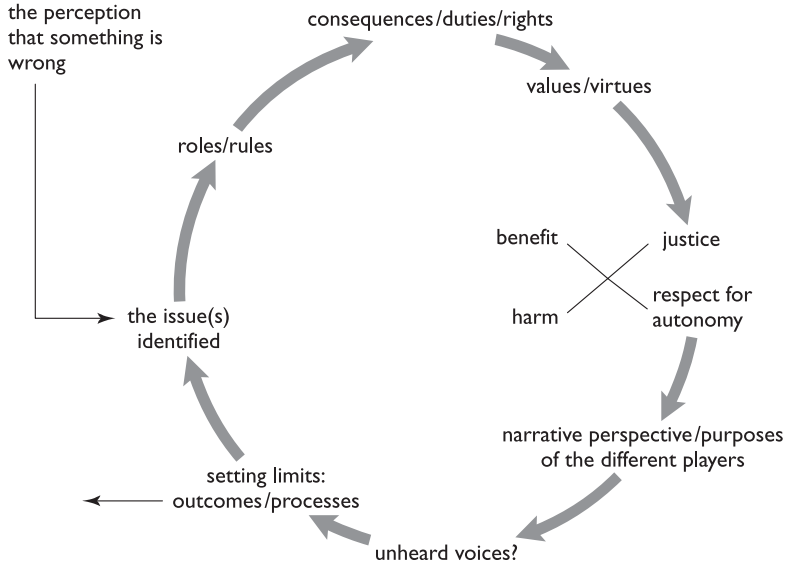 the perception
that something is
wrong
consequences/duties/rights
values/virtues
roles/rules
benefit
justice
harm
respect for
autonomy
the issue(s)
identified
narrative perspective/purposes
of the different players
setting limits:
outcomes/processes
unheard voices?